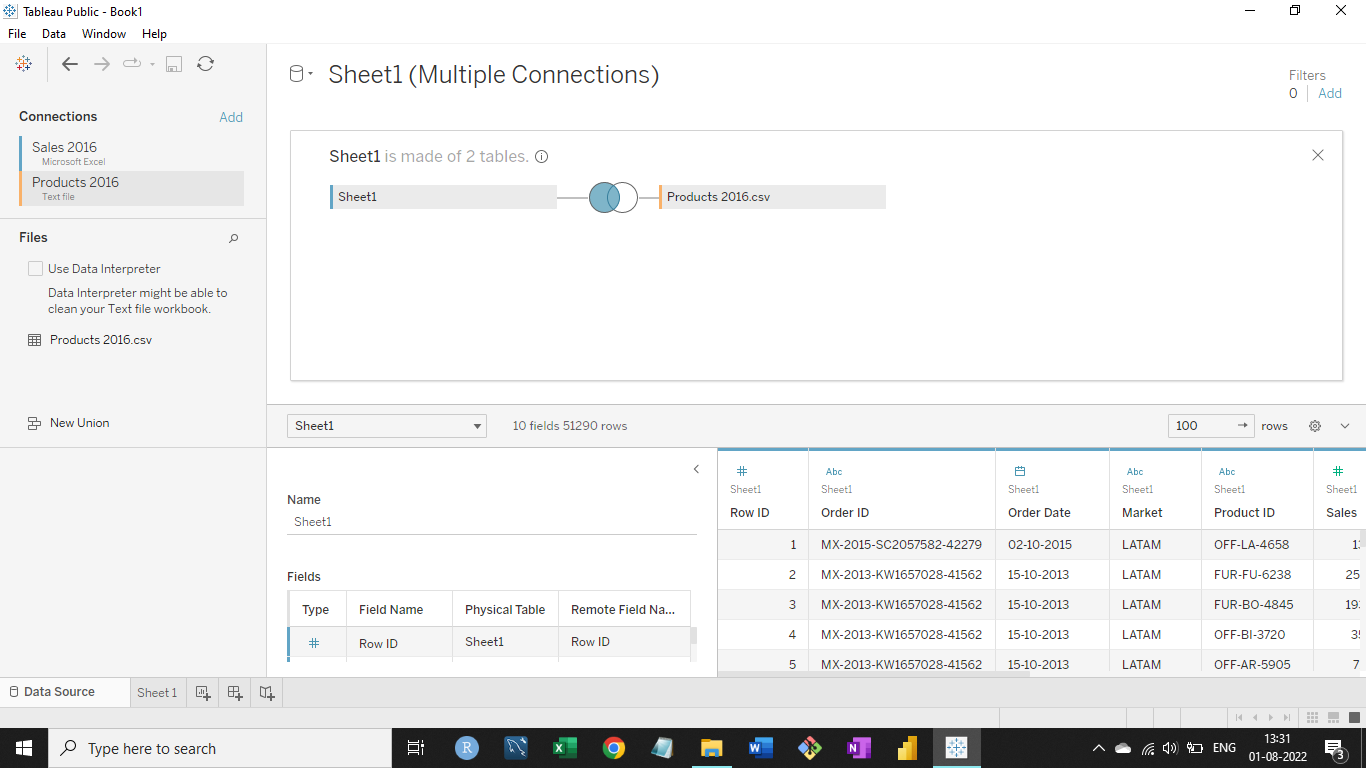 Tableau Public - Book1
File Data Window Help
Sheet1 (Multiple Connections)
Filters
0 Add
Connections Add
Sales 2016
Microsoft Excel
Products 2016
Text file
Sheet1 is made of 2 tables.
Sheet1
Products 2016.csv
Files
Use Data Interpreter
Data Interpreter might be able to
clean your Text file workbook.
Products 2016.csv
New Union
Sheet1 10 fields 51290 rows 100 rows
Name
Sheet1
Fields
Type Field Name Physical Table Remote Field Na...
# Row ID Sheet1 Row ID
# Abc Abc Abc #
Sheet1 Sheet1 Sheet1 Sheet1 Sheet1 Sheet1
Row ID Order ID Order Date Market Product ID Sales
1 MX-2015-SC2057582-42279 02-10-2015 LATAM OFF-LA-4658
2 MX-2013-KW1657028-41562 15-10-2013 LATAM FUR-FU-6238 25
3 MX-2013-KW1657028-41562 15-10-2013 LATAM FUR-BO-4845
4 MX-2013-KW1657028-41562 15-10-2013 LATAM OFF-BI-3720
5 MX-2013-KW1657028-41562 15-10-2013 LATAM OFF-AR-5905 7
Data Source Sheet 1
Type here to search
ENG
13:31
01-08-2022
3